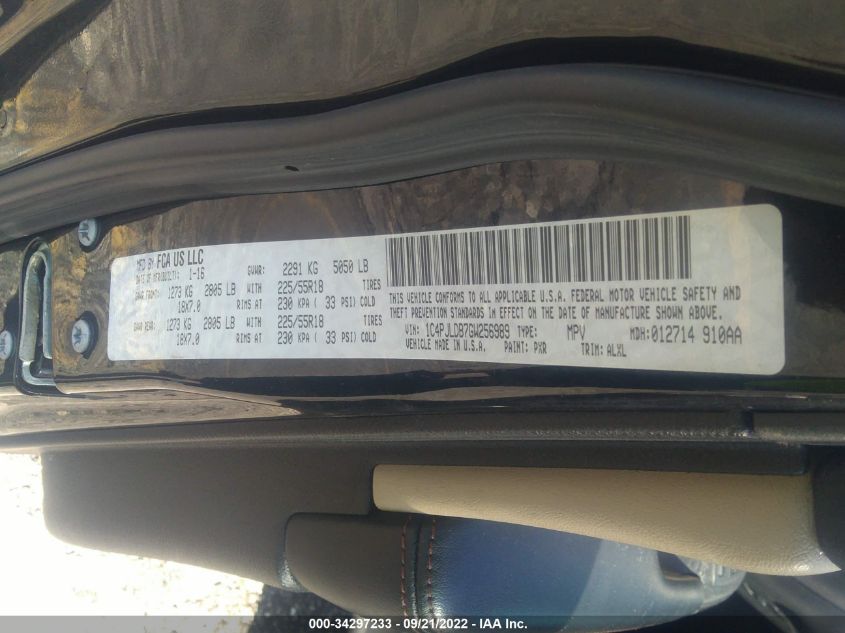 MFD BY FCA US LLC
DATE OF MFR(BUILT): 1-16 GVWR: 2291 KG 5050 LB
GAWR FRONT: 1273 KG 2805 LB WITH 225/55R18 TIRES
18X7.0 RIMS AT 230 KPA ( 33 PSI) COLD
GAWR REAR: 1273 KG 2805 LB WITH 225/55R18 TIRES
18X7.0 RIMS AT 230 KPA ( 33 PSI) COLD
THIS VEHICLE CONFORMS TO ALL APPLICABLE U.S.A. FEDERAL MOTOR VEHICLE SAFETY AND
THEFT PREVENTION STANDARDS IN EFFECT ON THE DATE OF MANUFACTURE SHOWN ABOVE.
VIN: 1C4PJLDB7GW256989 TYPE: MPV MDH: 012714 910AA
VEHICLE MADE IN U.S.A. PAINT: PXR TRIM: ALXL
000-34297233 - 09/21/2022 - IAA Inc.